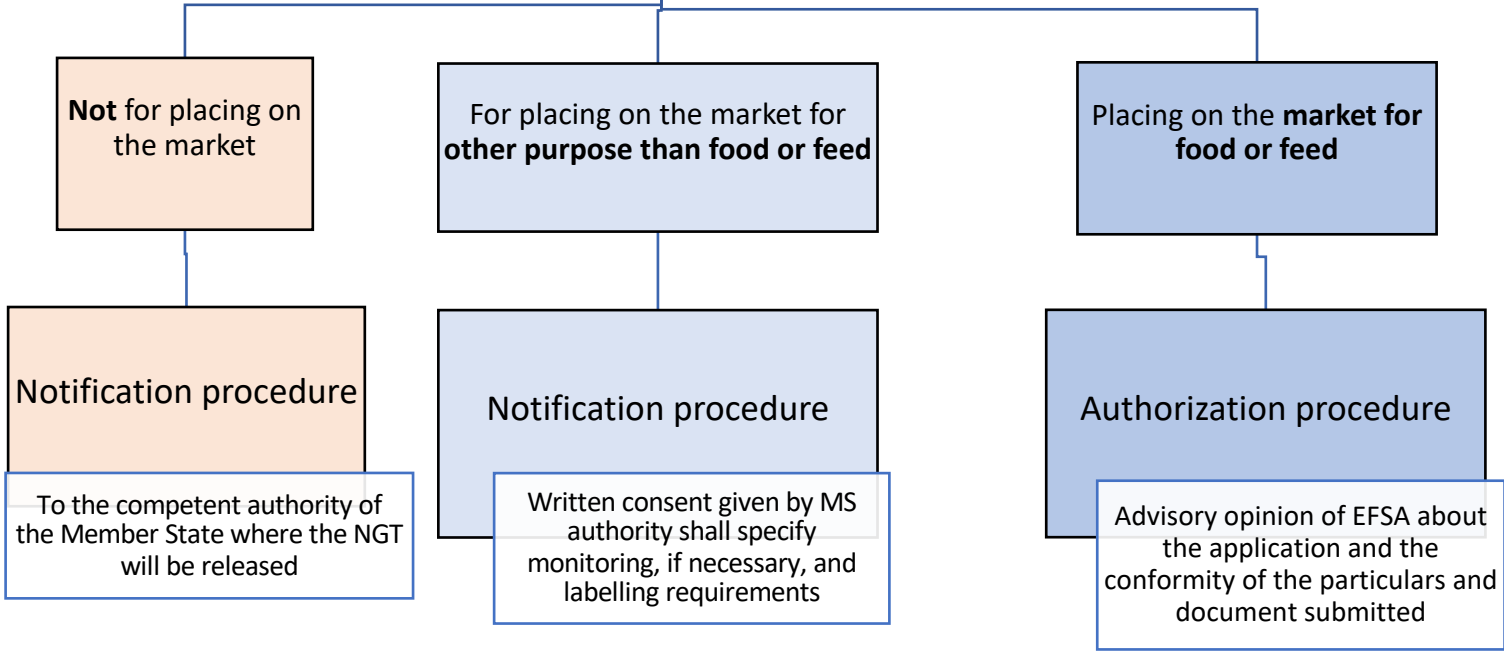 Not for placing on
the market
For placing on the market for
other purpose than food or feed
Placing on the market for
food or feed
Notification procedure
To the competent authority of
the Member State where the NGT
will be released
Notification procedure
Written consent given by MS
authority shall specify
monitoring, if necessary, and
labelling requirements
Authorization procedure
Advisory opinion of EFSA about
the application and the
conformity of the particulars and
document submitted